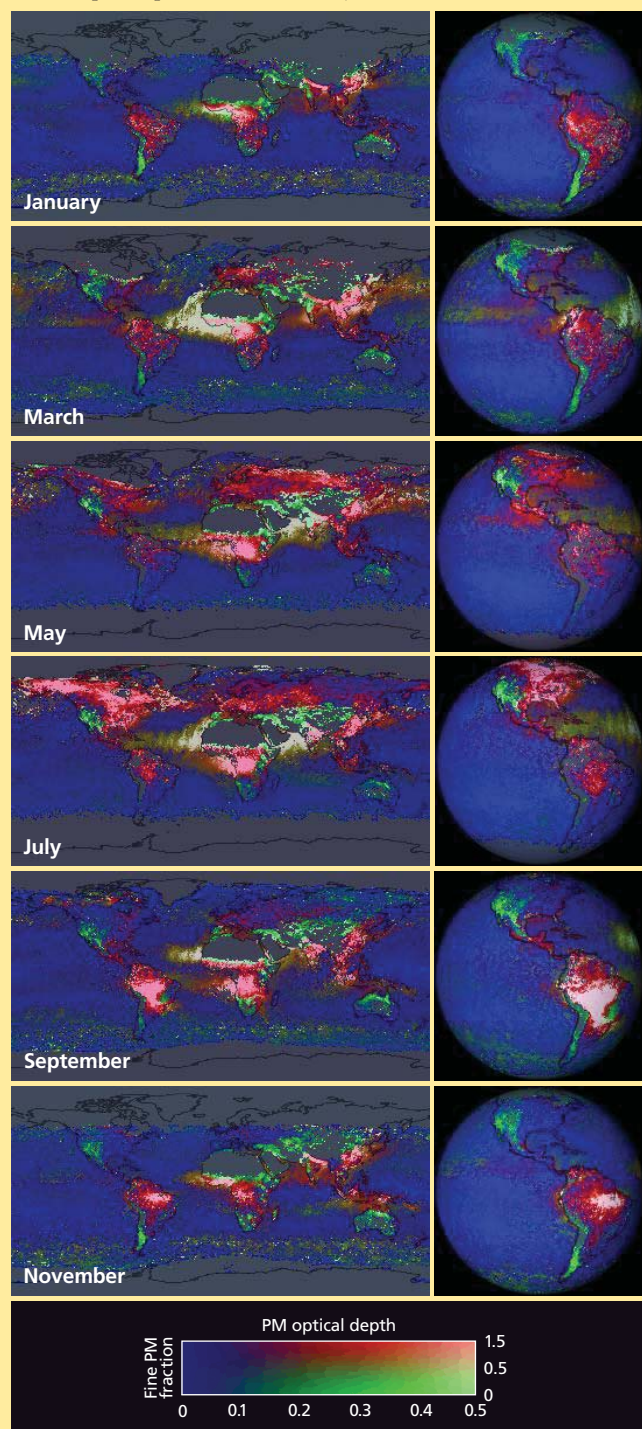 January
March
May
July
September
November
PM optical depth
Fine PM
fraction
1.5
0.5
0
0 0.1 0.2 0.3 0.4 0.5